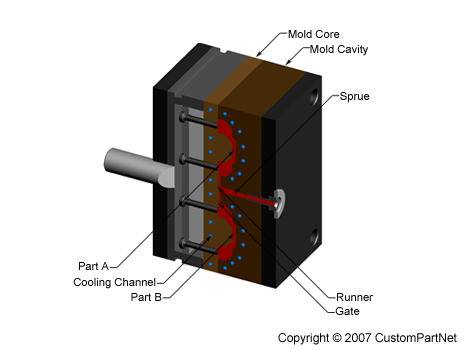 Mold Core
Mold Cavity
Sprue
Part A
Cooling Channel
Part B
Runner
Gate
Copyright © 2007 CustomPartNet